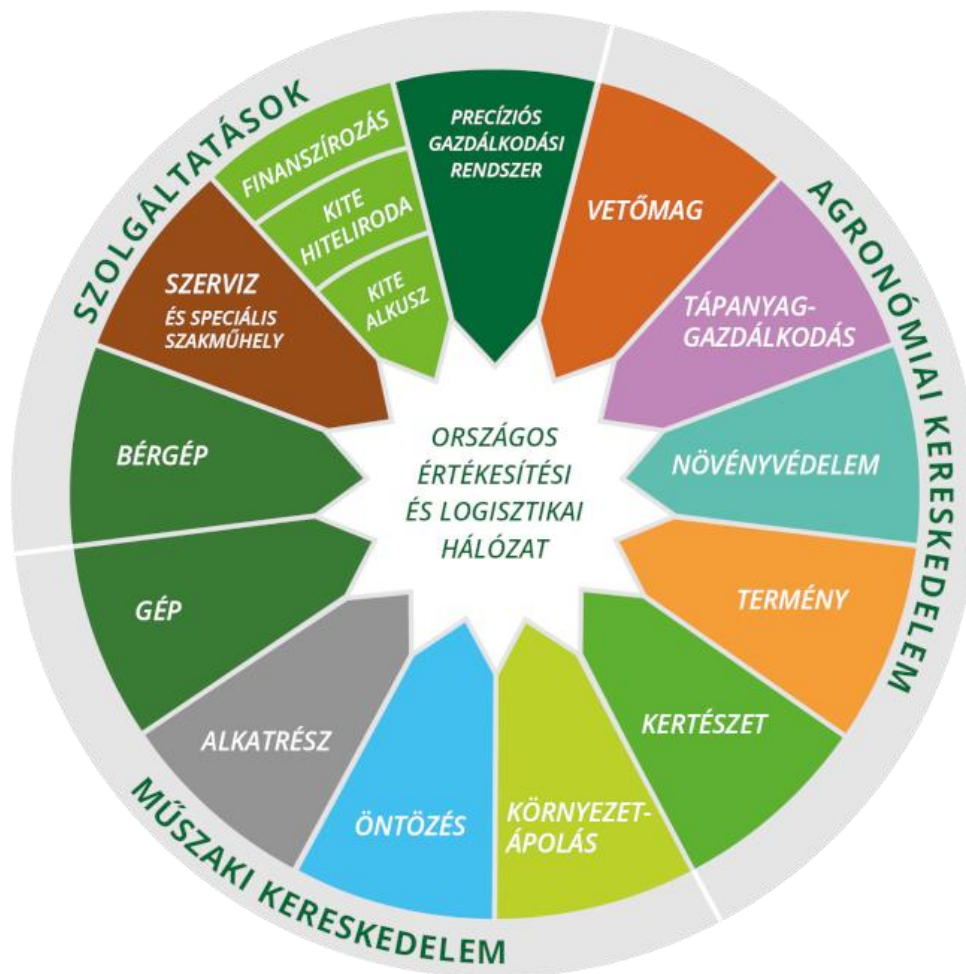 SZOLGÁLTATÁSOK
FINANSZÍROZÁS
KITE
HITELIRODA
KITE
ALKUSZ
PRECÍZIÓS
GAZDÁLKODÁSI
RENDSZER
VETŐMAG
AGRONÓMIAI KERESKEDELEM
TÁPANYAG-
GAZDÁLKODÁS
NÖVÉNYVÉDELEM
TERMÉNY
KERTÉSZET
KÖRNYEZET-
ÁPOLÁS
ÖNTÖZÉS
ALKATRÉSZ
GÉP
MŰSZAKI KERESKEDELEM
BÉRGÉP
SZERVIZ
ÉS SPECIÁLIS
SZAKMŰHELY
ORSZÁGOS
ÉRTÉKESÍTÉSI
ÉS LOGISZTIKAI
HÁLÓZAT